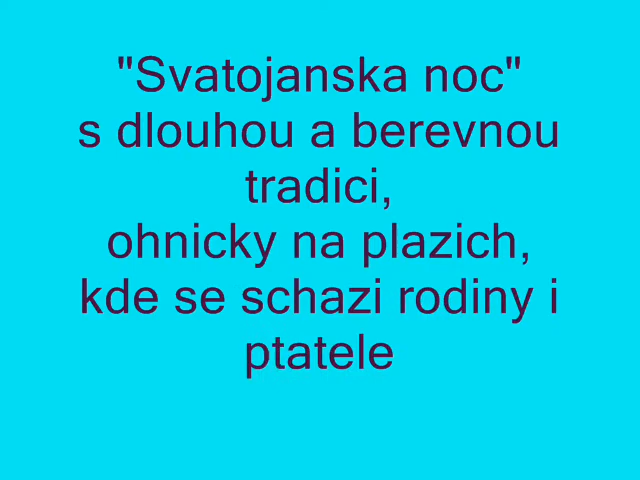 "Svatojanska noc"
s dlouhou a berevnou
tradici,
ohnicky na plazich,
kde se schazi rodiny i
ptatele